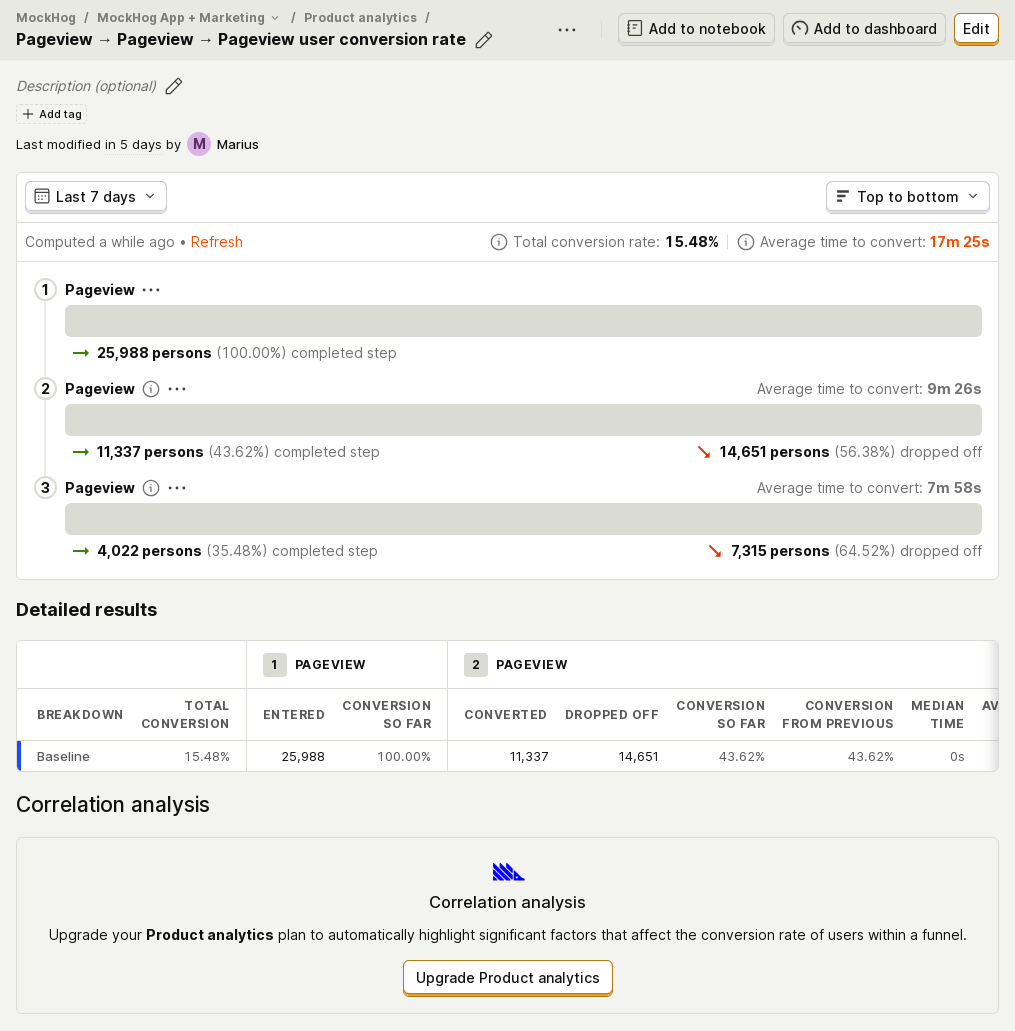 MockHog / MockHog App + Marketing / Product analytics /
Pageview → Pageview → Pageview user conversion rate
Add to notebook
Add to dashboard
Edit
Description (optional)
Add tag
Last modified in 5 days by M Marius
Last 7 days
Top to bottom
Computed a while ago • Refresh
Total conversion rate: 15.48%
Average time to convert: 17m 25s
1 Pageview
25,988 persons (100.00%) completed step
2 Pageview
Average time to convert: 9m 26s
11,337 persons (43.62%) completed step
14,651 persons (56.38%) dropped off
3 Pageview
Average time to convert: 7m 58s
4,022 persons (35.48%) completed step
7,315 persons (64.52%) dropped off
Detailed results
1 PAGEVIEW
2 PAGEVIEW
BREAKDOWN
TOTAL
CONVERSION
ENTERED
CONVERSION
SO FAR
CONVERTED
DROPPED OFF
CONVERSION
SO FAR
CONVERSION
FROM PREVIOUS
MEDIAN
TIME
AV
Baseline 15.48% 25,988 100.00% 11,337 14,651 43.62% 43.62% 0s
Correlation analysis
Correlation analysis
Upgrade your Product analytics plan to automatically highlight significant factors that affect the conversion rate of users within a funnel.
Upgrade Product analytics